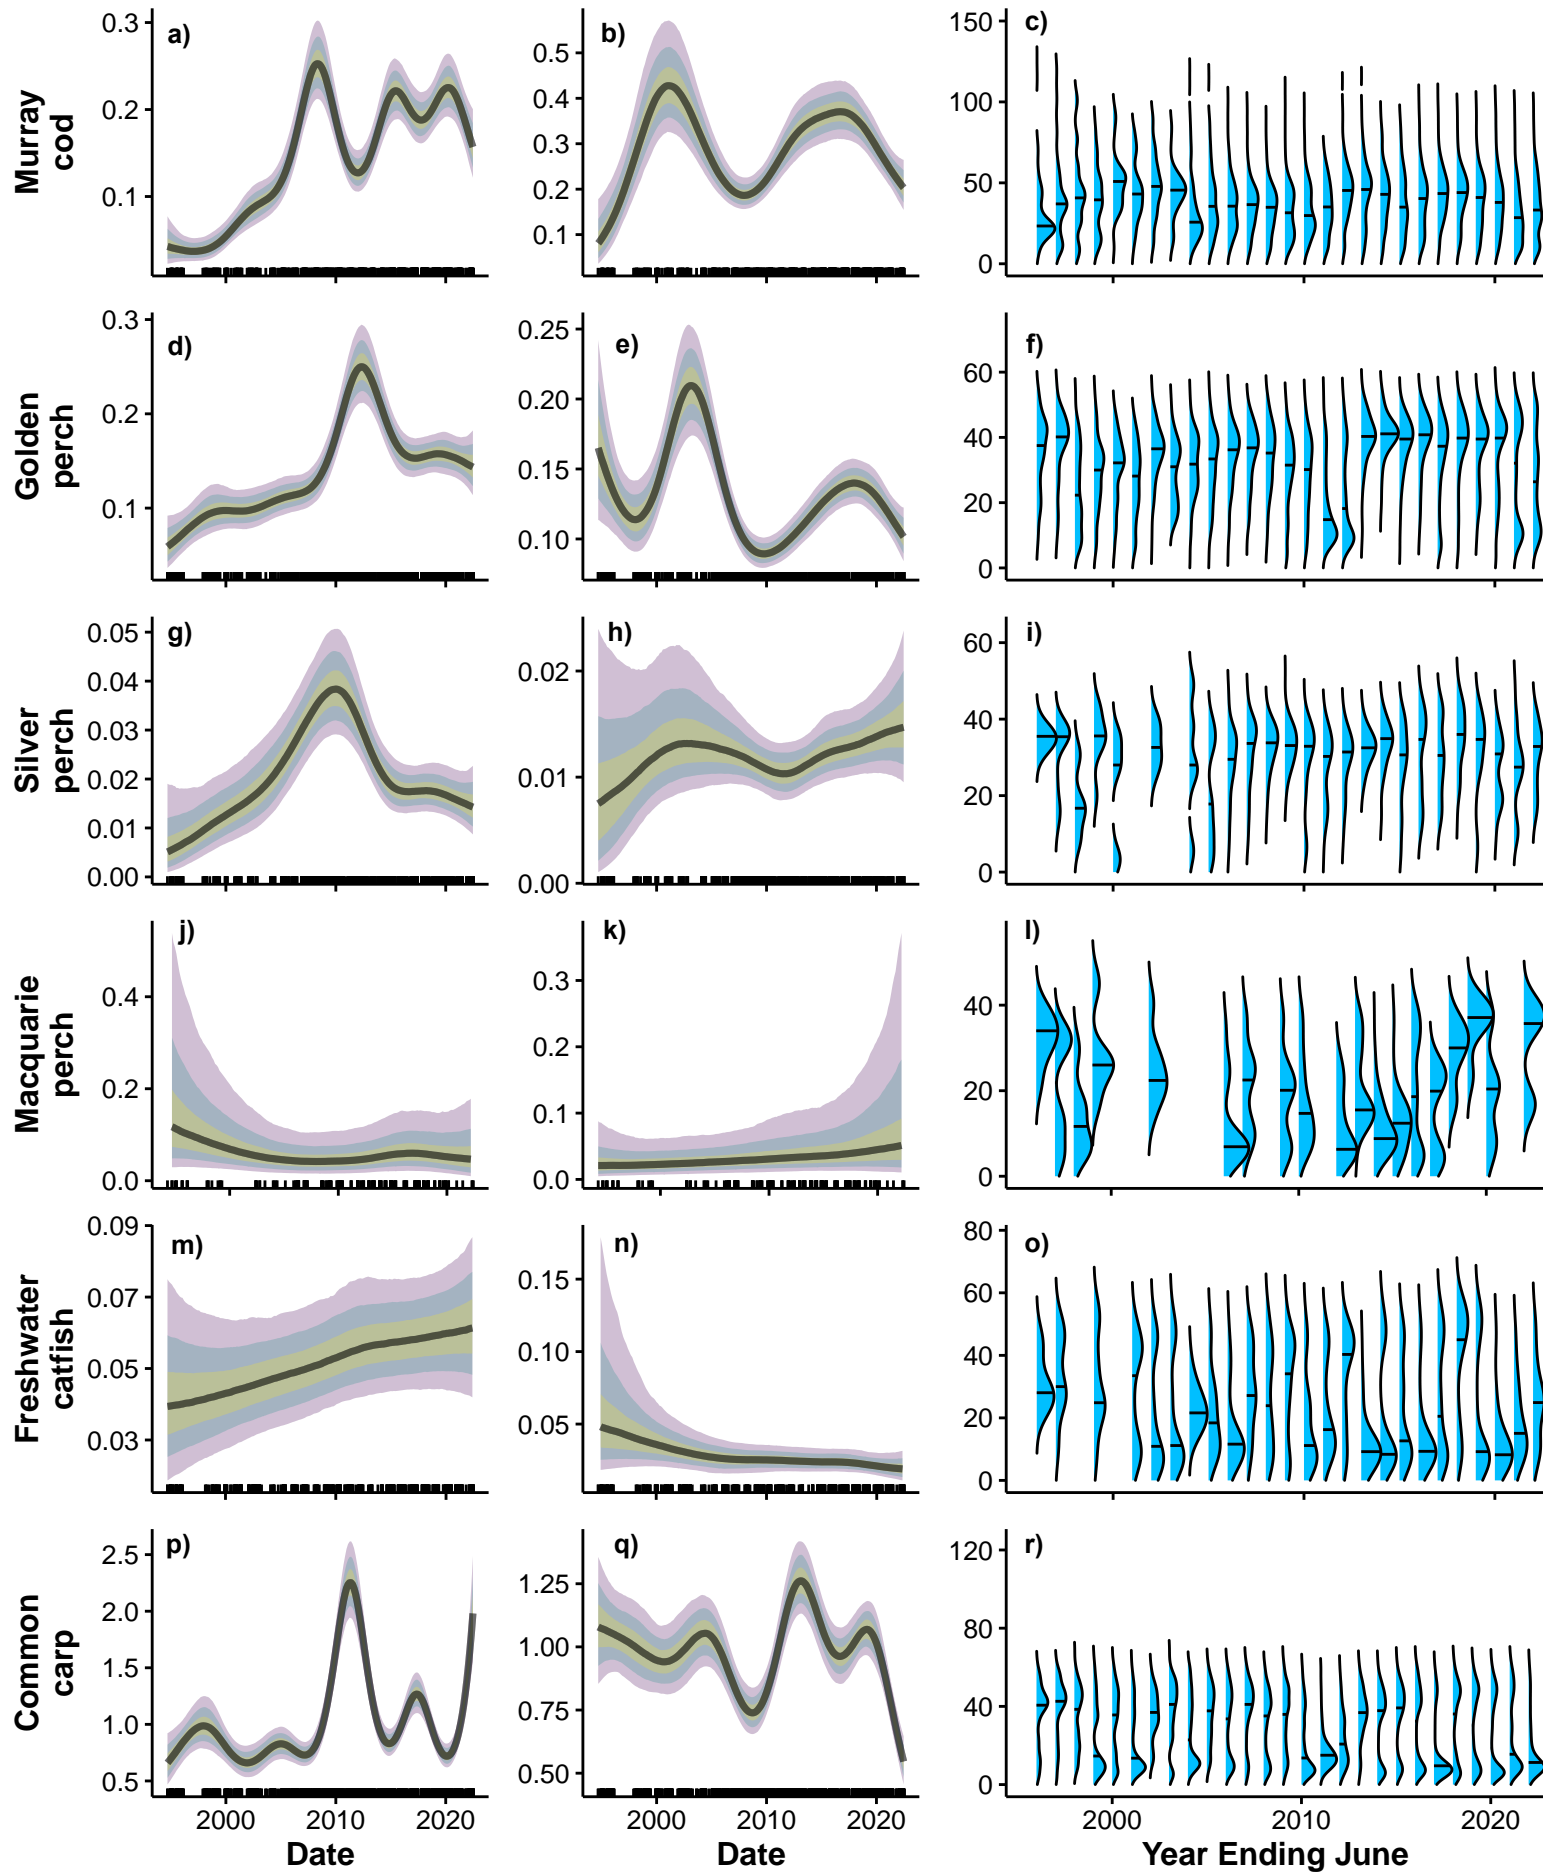 Murray
cod
a)
0.3
0.2
0.1
b)
0.5
0.4
0.3
0.2
0.1
c)
150
100
50
0
Golden
perch
d)
0.3
0.2
0.1
e)
0.25
0.20
0.15
0.10
f)
60
40
20
0
Silver
perch
g)
0.05
0.04
0.03
0.02
0.01
0.00
h)
0.02
0.01
0.00
i)
60
40
20
0
Macquarie
perch
j)
0.4
0.2
0.0
k)
0.3
0.2
0.1
0.0
l)
40
20
0
Freshwater
catfish
m)
0.09
0.07
0.05
0.03
n)
0.15
0.10
0.05
o)
80
60
40
20
0
Common
carp
p)
2.5
2.0
1.5
1.0
0.5
q)
1.25
1.00
0.75
0.50
r)
120
80
40
0
2000 2010 2020
2000 2010 2020
2000 2010 2020
Date
Date
Year Ending June